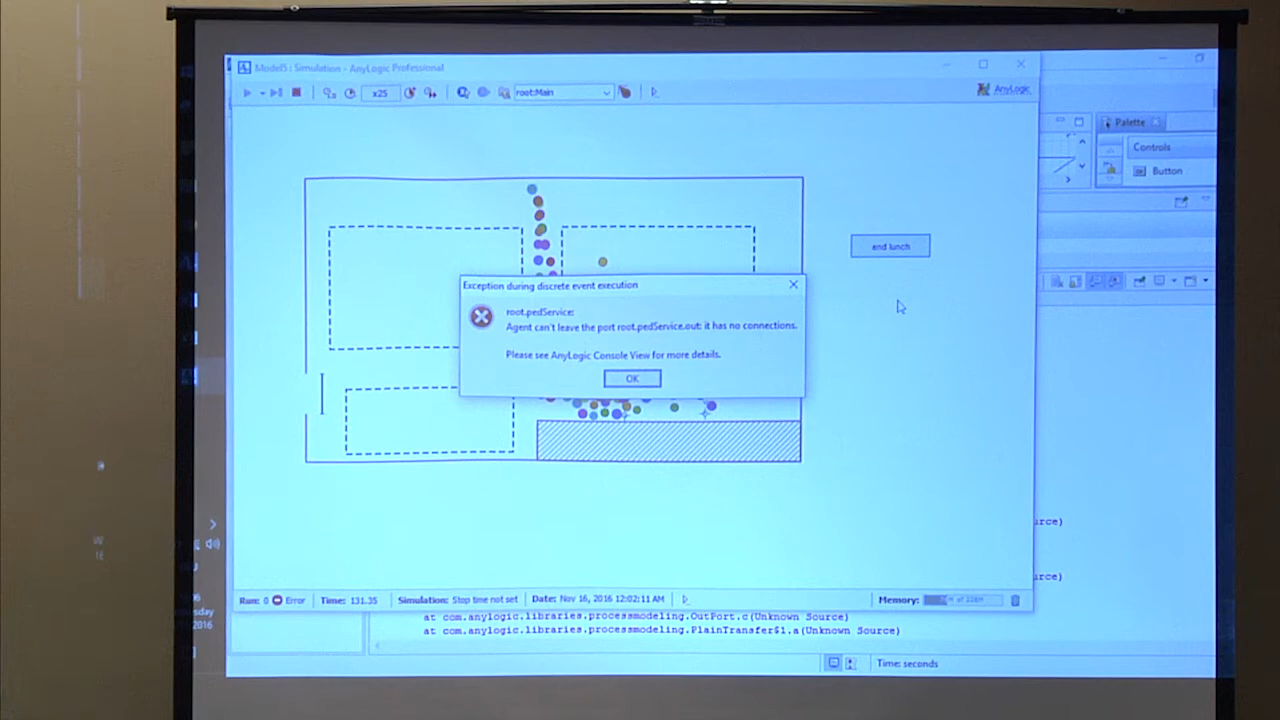 Model5 : Simulation - AnyLogic Professional
x25
root:Main
AnyLogic
Palette
Controls
Button
end lunch
Exception during discrete event execution
root.pedService:
Agent can't leave the port root.pedService.out: it has no connections.
Please see AnyLogic Console View for more details.
OK
urce)
urce)
Run: 0 Error
Time: 131.35
Simulation: Stop time not set
Date: Nov 16, 2016 12:02:11 AM
Memory:
at com.anylogic.libraries.processmodeling.OutPort.c(Unknown Source)
at com.anylogic.libraries.processmodeling.PlainTransfer$1.a(Unknown Source)
Time: seconds
sday
2016